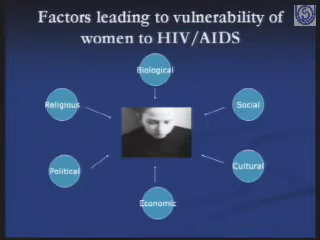 Factors leading to vulnerability of
women to HIV/AIDS
Biological
Religious
Social
Political
Cultural
Economic